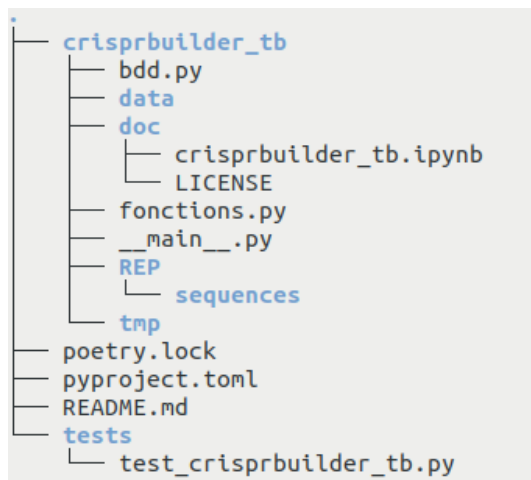 .
crisprbuilder_tb
bdd.py
data
doc
crisprbuilder_tb.ipynb
LICENSE
fonctions.py
__main__.py
REP
sequences
tmp
poetry.lock
pyproject.toml
README.md
tests
test_crisprbuilder_tb.py